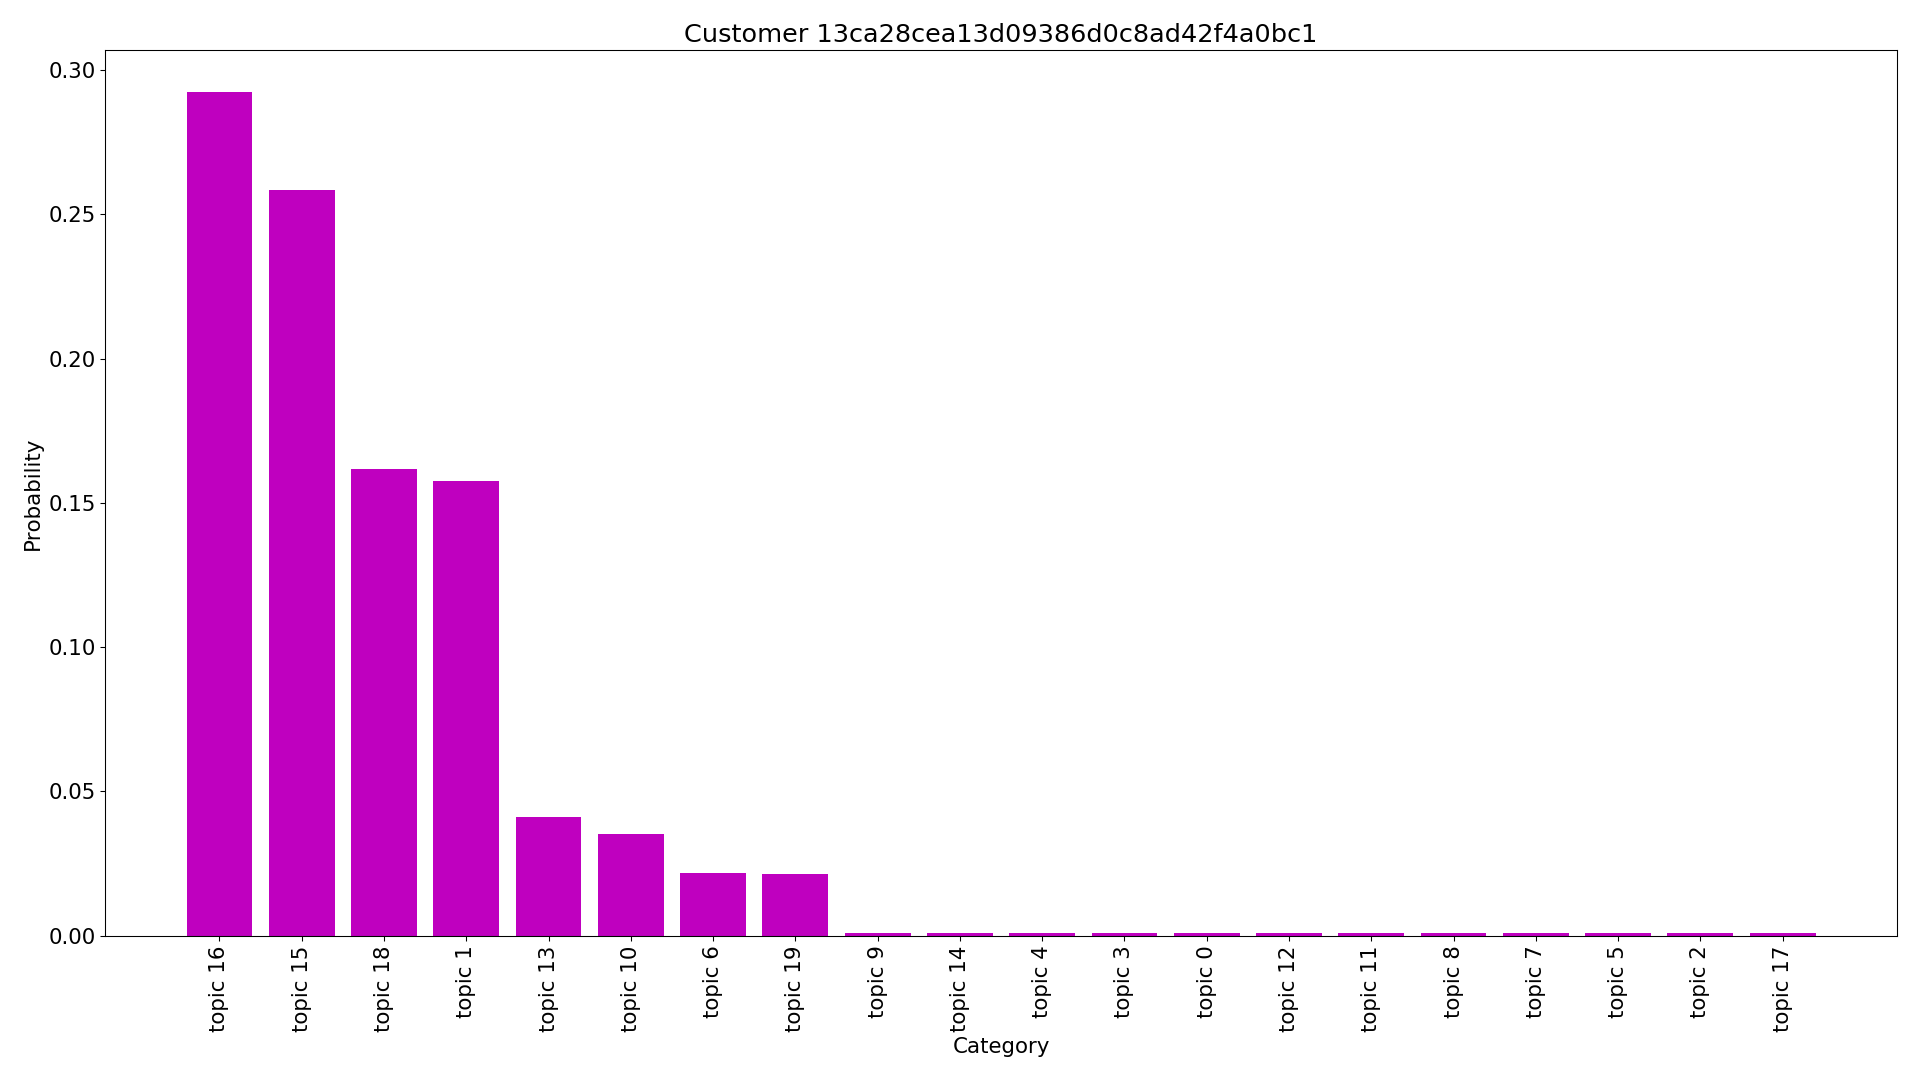 Customer 13ca28cea13d09386d0c8ad42f4a0bc1
0.30
0.25
0.20
0.15
0.10
0.05
0.00
Probability
topic 16
topic 15
topic 18
topic 1
topic 13
topic 10
topic 6
topic 19
topic 9
topic 14
topic 4
topic 3
topic 0
topic 12
topic 11
topic 8
topic 7
topic 5
topic 2
topic 17
Category